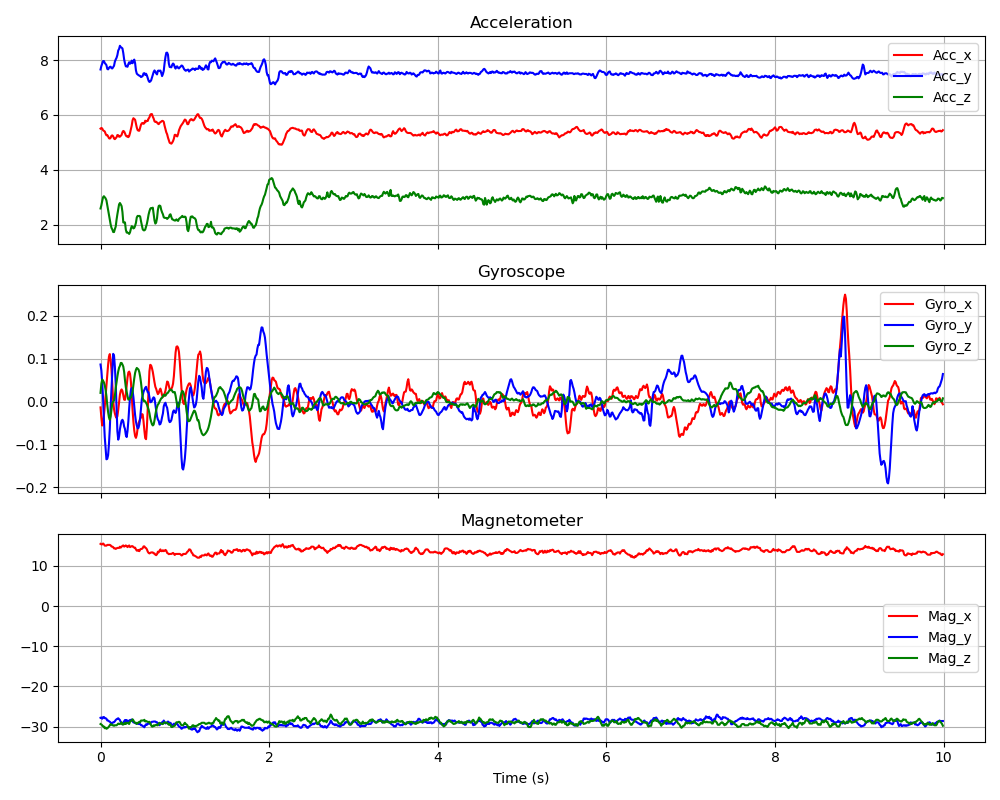 Acceleration
8
6
4
2
Acc_x
Acc_y
Acc_z
Gyroscope
0.2
0.1
0.0
−0.1
−0.2
Gyro_x
Gyro_y
Gyro_z
Magnetometer
10
0
−10
−20
−30
Mag_x
Mag_y
Mag_z
0 2 4 6 8 10
Time (s)